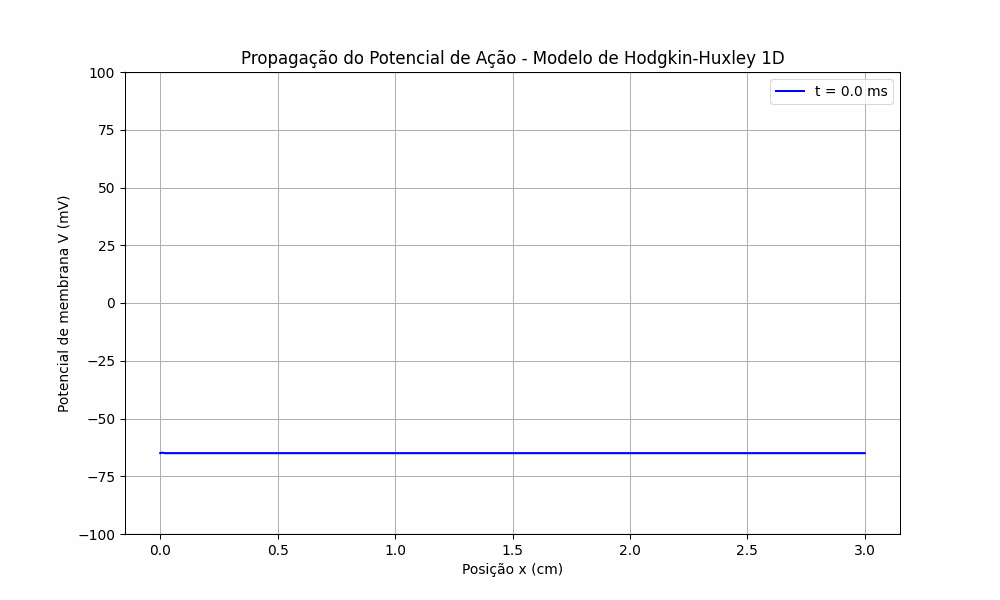 Propagação do Potencial de Ação - Modelo de Hodgkin-Huxley 1D
t = 0.0 ms
Potencial de membrana V (mV)
100
75
50
25
0
−25
−50
−75
−100
0.0 0.5 1.0 1.5 2.0 2.5 3.0
Posição x (cm)